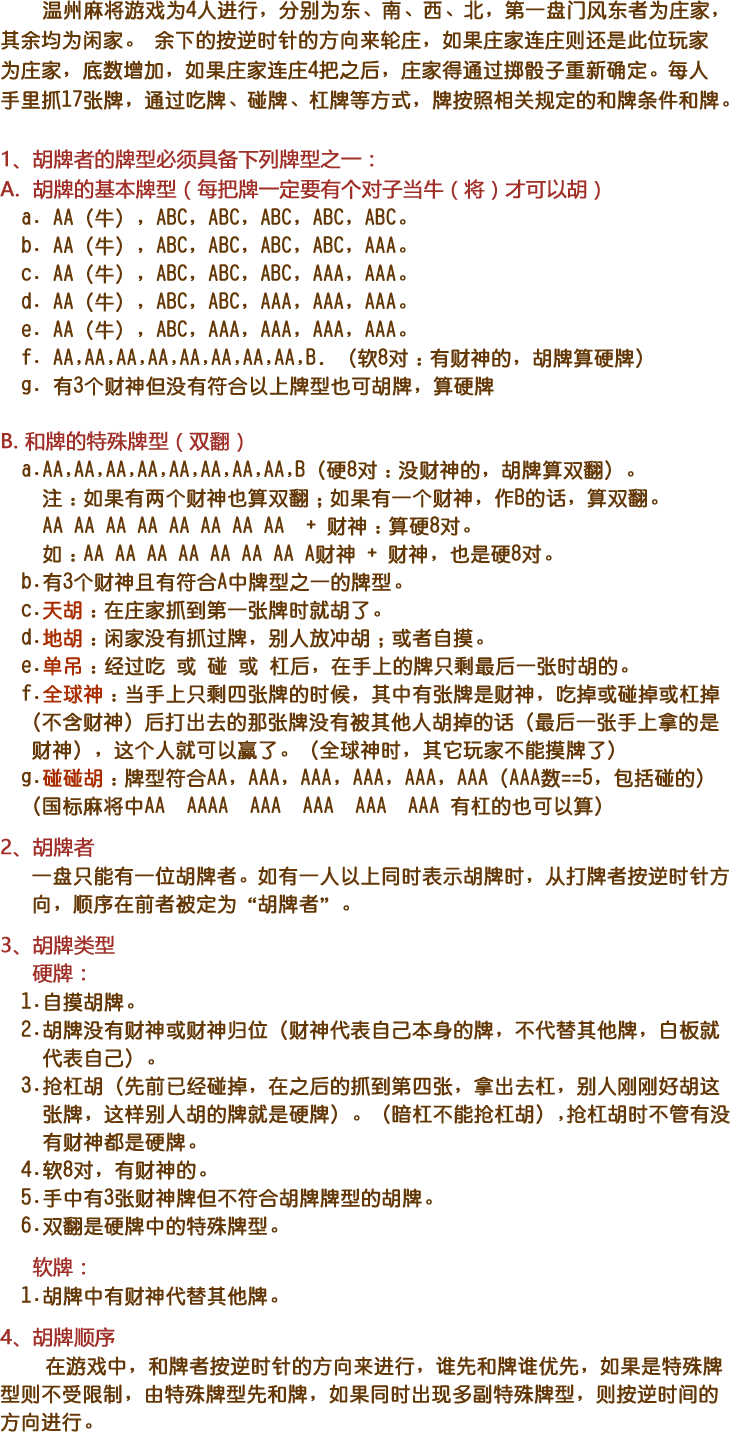 温州麻将游戏为4人进行，分别为东、南、西、北，第一盘门风东者为庄家，
其余均为闲家。 余下的按逆时针的方向来轮庄，如果庄家连庄则还是此位玩家
为庄家，底数增加，如果庄家连庄4把之后，庄家得通过掷骰子重新确定。每人
手里抓17张牌，通过吃牌、碰牌、杠牌等方式，牌按照相关规定的和牌条件和牌。
1、胡牌者的牌型必须具备下列牌型之一：
A. 胡牌的基本牌型（每把牌一定要有个对子当牛（将）才可以胡）
a. AA（牛），ABC，ABC，ABC，ABC，ABC。
b. AA（牛），ABC，ABC，ABC，ABC，AAA。
c. AA（牛），ABC，ABC，ABC，AAA，AAA。
d. AA（牛），ABC，ABC，AAA，AAA，AAA。
e. AA（牛），ABC，AAA，AAA，AAA，AAA。
f. AA,AA,AA,AA,AA,AA,AA,AA,B. （软8对：有财神的，胡牌算硬牌）
g. 有3个财神但没有符合以上牌型也可胡牌，算硬牌
B. 和牌的特殊牌型（双翻）
a.AA,AA,AA,AA,AA,AA,AA,AA,B（硬8对：没财神的，胡牌算双翻）。
注：如果有两个财神也算双翻；如果有一个财神，作B的话，算双翻。
AA AA AA AA AA AA AA AA + 财神：算硬8对。
如：AA AA AA AA AA AA AA A财神 + 财神，也是硬8对。
b.有3个财神且有符合A中牌型之一的牌型。
c.天胡：在庄家抓到第一张牌时就胡了。
d.地胡：闲家没有抓过牌，别人放冲胡；或者自摸。
e.单吊：经过吃 或 碰 或 杠后，在手上的牌只剩最后一张时胡的。
f.全球神：当手上只剩四张牌的时候，其中有张牌是财神，吃掉或碰掉或杠掉
（不含财神）后打出去的那张牌没有被其他人胡掉的话（最后一张手上拿的是
财神），这个人就可以赢了。（全球神时，其它玩家不能摸牌了）
g.碰碰胡：牌型符合AA，AAA，AAA，AAA，AAA，AAA（AAA数==5，包括碰的）
（国标麻将中AA AAAA AAA AAA AAA AAA 有杠的也可以算）
2、胡牌者
一盘只能有一位胡牌者。如有一人以上同时表示胡牌时，从打牌者按逆时针方
向，顺序在前者被定为“胡牌者”。
3、胡牌类型
硬牌：
1.自摸胡牌。
2.胡牌没有财神或财神归位（财神代表自己本身的牌，不代替其他牌，白板就
代表自己）。
3.抢杠胡（先前已经碰掉，在之后的抓到第四张，拿出去杠，别人刚刚好胡这
张牌，这样别人胡的牌就是硬牌）。（暗杠不能抢杠胡）,抢杠胡时不管有没
有财神都是硬牌。
4.软8对，有财神的。
5.手中有3张财神牌但不符合胡牌牌型的胡牌。
6.双翻是硬牌中的特殊牌型。
软牌：
1.胡牌中有财神代替其他牌。
4、胡牌顺序
在游戏中，和牌者按逆时针的方向来进行，谁先和牌谁优先，如果是特殊牌
型则不受限制，由特殊牌型先和牌，如果同时出现多副特殊牌型，则按逆时间的
方向进行。